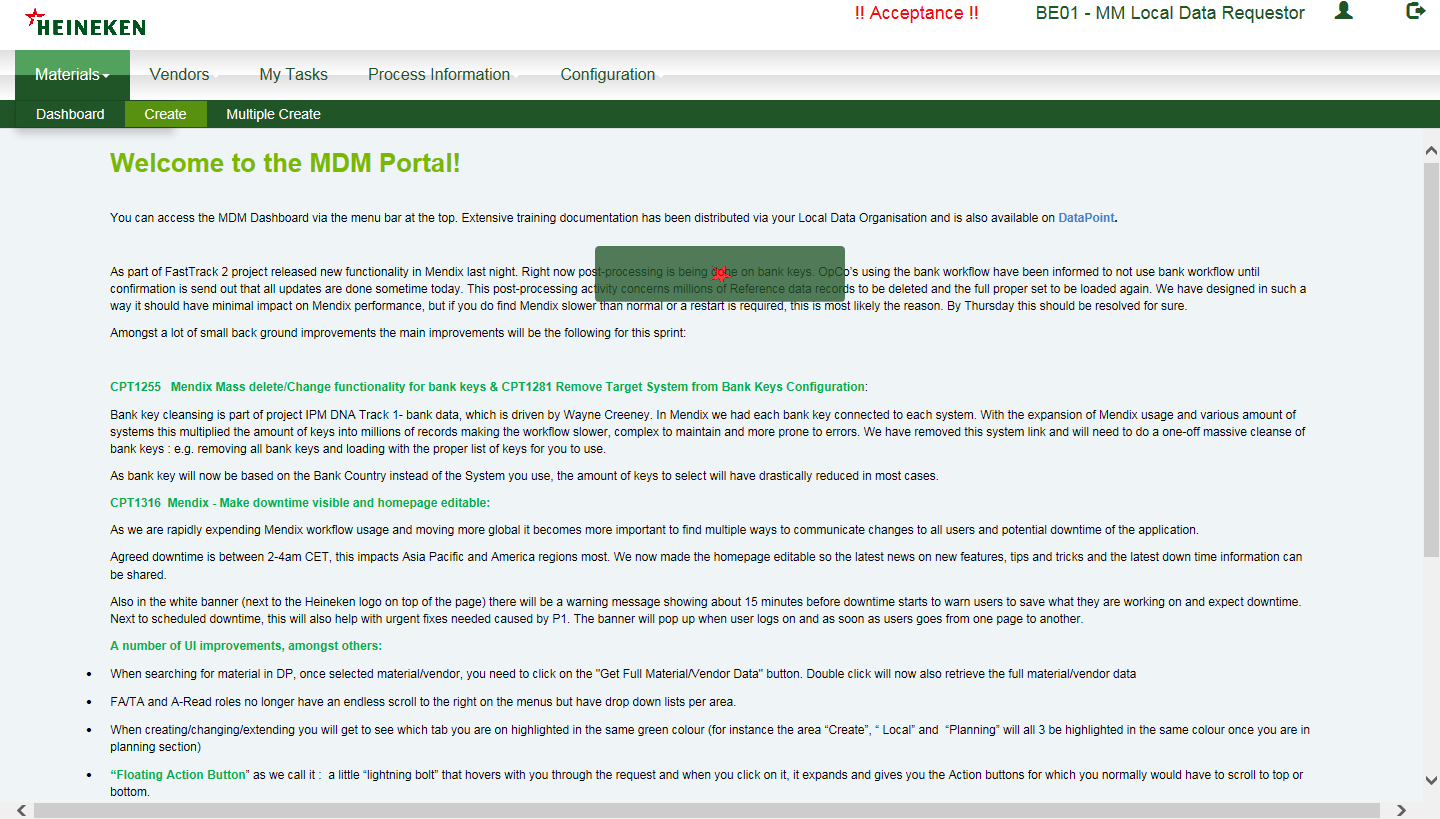 HEINEKEN
!! Acceptance !!
BE01 - MM Local Data Requestor
Materials
Vendors
My Tasks
Process Information
Configuration
Dashboard
Create
Multiple Create
Welcome to the MDM Portal!
You can access the MDM Dashboard via the menu bar at the top. Extensive training documentation has been distributed via your Local Data Organisation and is also available on DataPoint.
As part of FastTrack 2 project released new functionality in Mendix last night. Right now post-processing is being done on bank keys. OpCo's using the bank workflow have been informed to not use bank workflow until
confirmation is send out that all updates are done sometime today. This post-processing activity concerns millions of Reference data records to be deleted and the full proper set to be loaded again. We have designed in such a
way it should have minimal impact on Mendix performance, but if you do find Mendix slower than normal or a restart is required, this is most likely the reason. By Thursday this should be resolved for sure.
Amongst a lot of small back ground improvements the main improvements will be the following for this sprint:
CPT1255   Mendix Mass delete/Change functionality for bank keys & CPT1281 Remove Target System from Bank Keys Configuration:
Bank key cleansing is part of project IPM DNA Track 1- bank data, which is driven by Wayne Creeney. In Mendix we had each bank key connected to each system. With the expansion of Mendix usage and various amount of
systems this multiplied the amount of keys into millions of records making the workflow slower, complex to maintain and more prone to errors. We have removed this system link and will need to do a one-off massive cleanse of
bank keys : e.g. removing all bank keys and loading with the proper list of keys for you to use.
As bank key will now be based on the Bank Country instead of the System you use, the amount of keys to select will have drastically reduced in most cases.
CPT1316  Mendix - Make downtime visible and homepage editable:
As we are rapidly expending Mendix workflow usage and moving more global it becomes more important to find multiple ways to communicate changes to all users and potential downtime of the application.
Agreed downtime is between 2-4am CET, this impacts Asia Pacific and America regions most. We now made the homepage editable so the latest news on new features, tips and tricks and the latest down time information can
be shared.
Also in the white banner (next to the Heineken logo on top of the page) there will be a warning message showing about 15 minutes before downtime starts to warn users to save what they are working on and expect downtime.
Next to scheduled downtime, this will also help with urgent fixes needed caused by P1. The banner will pop up when user logs on and as soon as users goes from one page to another.
A number of UI improvements, amongst others:
• When searching for material in DP, once selected material/vendor, you need to click on the "Get Full Material/Vendor Data" button. Double click will now also retrieve the full material/vendor data
• FA/TA and A-Read roles no longer have an endless scroll to the right on the menus but have drop down lists per area.
• When creating/changing/extending you will get to see which tab you are on highlighted in the same green colour (for instance the area “Create”, “ Local” and  “Planning” will all 3 be highlighted in the same colour once you are in
planning section)
• “Floating Action Button” as we call it :  a little “lightning bolt” that hovers with you through the request and when you click on it, it expands and gives you the Action buttons for which you normally would have to scroll to top or
bottom.